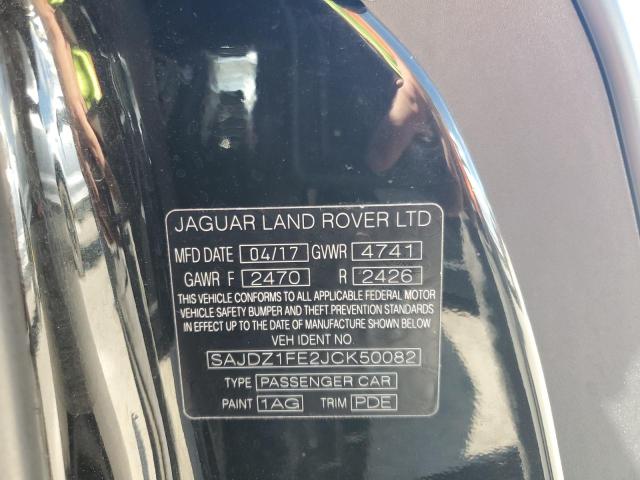 JAGUAR LAND ROVER LTD
MFD DATE 04/17 GVWR 4741
GAWR F 2470 R 2426
THIS VEHICLE CONFORMS TO ALL APPLICABLE FEDERAL MOTOR
VEHICLE SAFETY BUMPER AND THEFT PREVENTION STANDARDS
IN EFFECT UP TO THE DATE OF MANUFACTURE SHOWN BELOW
VEH IDENT NO.
SAJDZ1FE2JCK50082
TYPE PASSENGER CAR
PAINT 1AG TRIM PDE